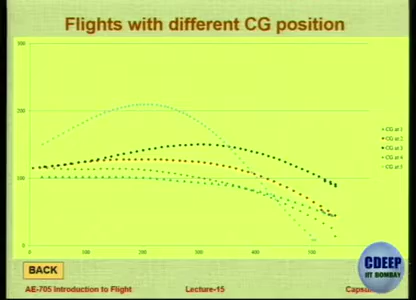 Flights with different CG position
300
200
100
0
0 100 200 300 400 500
CG at 1
CG at 2
CG at 3
CG at 4
CG at 5
BACK
CDEEP
IIT BOMBAY
AE-705 Introduction to Flight Lecture-15